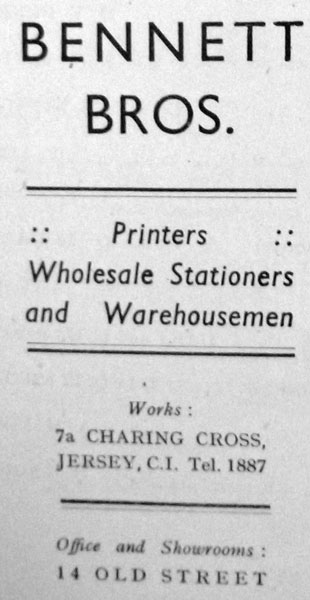 BENNETT
BROS.
:: Printers ::
Wholesale Stationers
and Warehousemen
Works :
7a CHARING CROSS,
JERSEY, C.I. Tel. 1887
Office and Showrooms :
14 OLD STREET